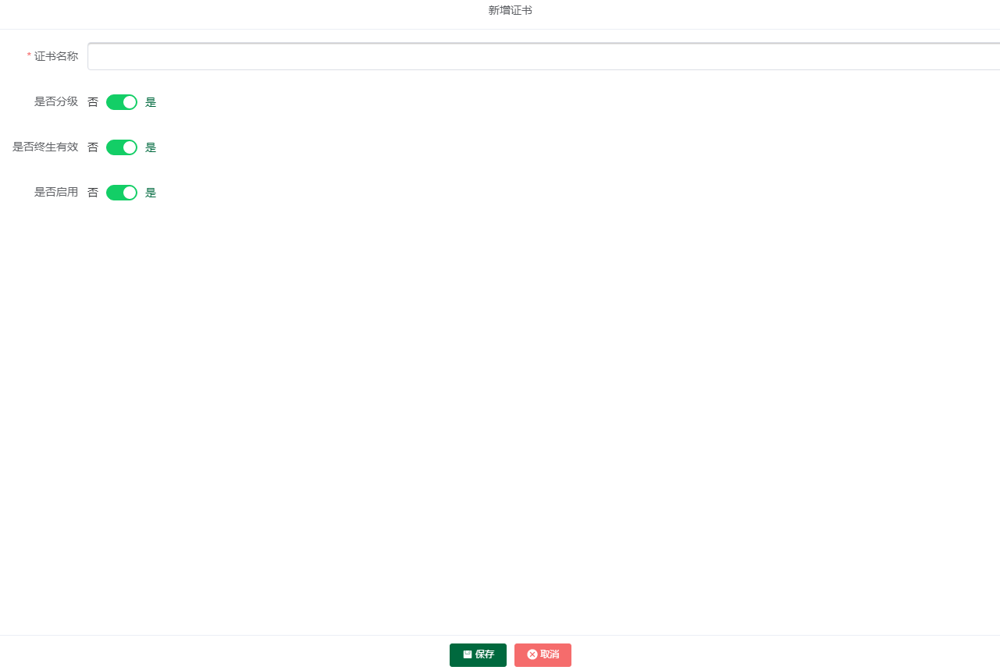 新增证书
* 证书名称
是否分级 否 是
是否终生有效 否 是
是否启用 否 是
保存 取消